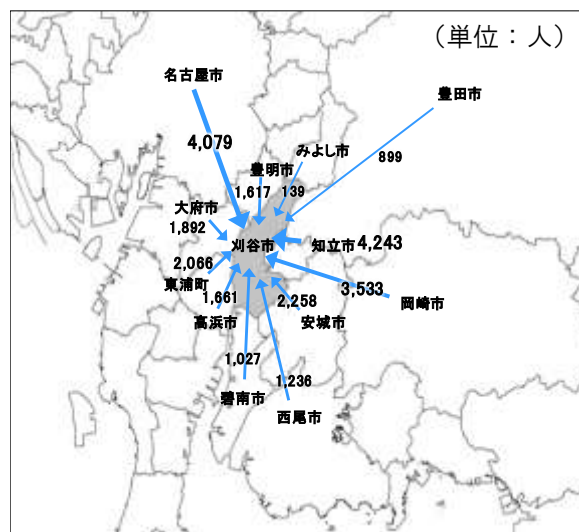 （単位：人）
名古屋市
豊田市
4,079
みよし市
899
豊明市
1,617
139
大府市
1,892
刈谷市
知立市
4,243
2,066
東浦町
3,533
岡崎市
1,661
2,258
高浜市
安城市
1,027
1,236
碧南市
西尾市